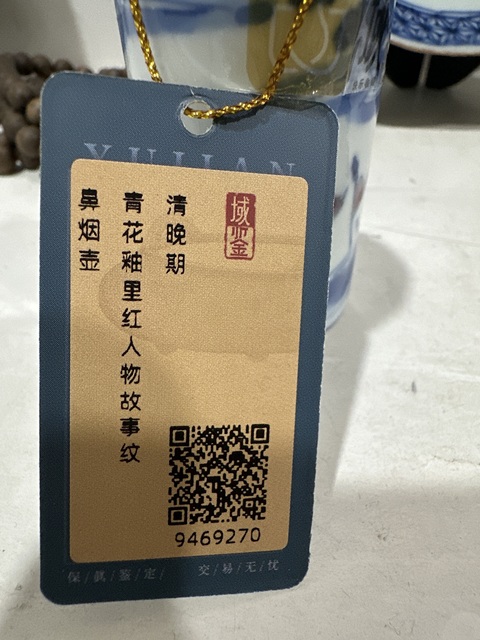 YUJIAN
域鉴
清晚期
青花釉里红人物故事纹
鼻烟壶
9469270
保/真/鉴/定/ 交/易/无/忧